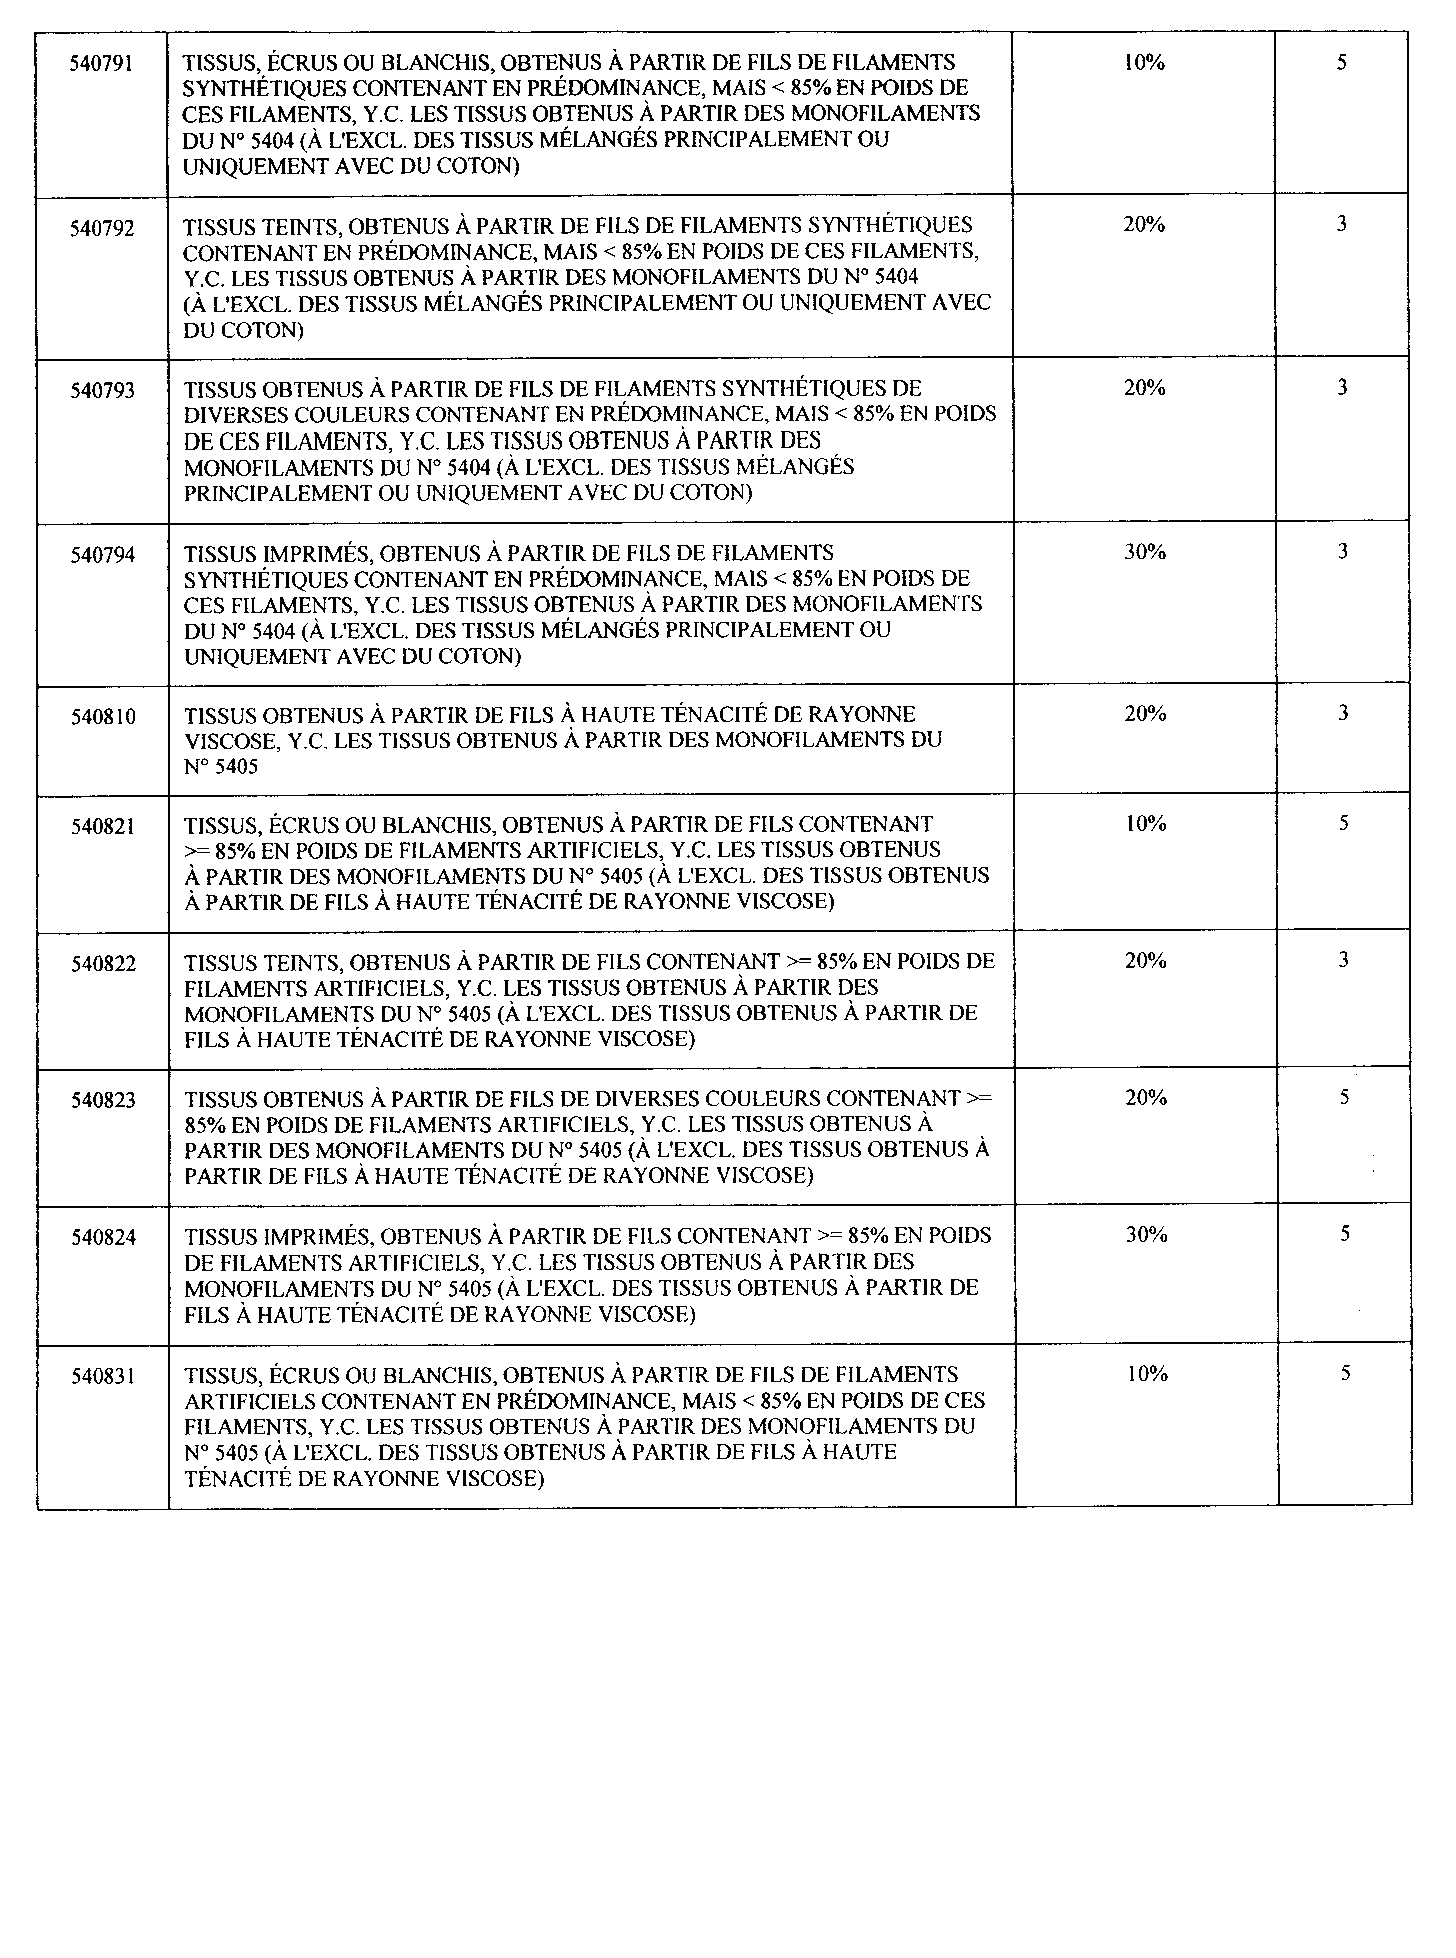 540791 TISSUS, ÉCRUS OU BLANCHIS, OBTENUS À PARTIR DE FILS DE FILAMENTS 10% 5
SYNTHÉTIQUES CONTENANT EN PRÉDOMINANCE, MAIS < 85% EN POIDS DE
CES FILAMENTS, Y.C. LES TISSUS OBTENUS À PARTIR DES MONOFILAMENTS
DU N° 5404 (À L'EXCL. DES TISSUS MÉLANGÉS PRINCIPALEMENT OU
UNIQUEMENT AVEC DU COTON)
540792 TISSUS TEINTS, OBTENUS À PARTIR DE FILS DE FILAMENTS SYNTHÉTIQUES 20% 3
CONTENANT EN PRÉDOMINANCE, MAIS < 85% EN POIDS DE CES FILAMENTS,
Y.C. LES TISSUS OBTENUS À PARTIR DES MONOFILAMENTS DU N° 5404
(À L'EXCL. DES TISSUS MÉLANGÉS PRINCIPALEMENT OU UNIQUEMENT AVEC
DU COTON)
540793 TISSUS OBTENUS À PARTIR DE FILS DE FILAMENTS SYNTHÉTIQUES DE 20% 3
DIVERSES COULEURS CONTENANT EN PRÉDOMINANCE, MAIS < 85% EN POIDS
DE CES FILAMENTS, Y.C. LES TISSUS OBTENUS À PARTIR DES
MONOFILAMENTS DU N° 5404 (À L'EXCL. DES TISSUS MÉLANGÉS
PRINCIPALEMENT OU UNIQUEMENT AVEC DU COTON)
540794 TISSUS IMPRIMÉS, OBTENUS À PARTIR DE FILS DE FILAMENTS 30% 3
SYNTHÉTIQUES CONTENANT EN PRÉDOMINANCE, MAIS < 85% EN POIDS DE
CES FILAMENTS, Y.C. LES TISSUS OBTENUS À PARTIR DES MONOFILAMENTS
DU N° 5404 (À L'EXCL. DES TISSUS MÉLANGÉS PRINCIPALEMENT OU
UNIQUEMENT AVEC DU COTON)
540810 TISSUS OBTENUS À PARTIR DE FILS À HAUTE TÉNACITÉ DE RAYONNE 20% 3
VISCOSE, Y.C. LES TISSUS OBTENUS À PARTIR DES MONOFILAMENTS DU
N° 5405
540821 TISSUS, ÉCRUS OU BLANCHIS, OBTENUS À PARTIR DE FILS CONTENANT 10% 5
>= 85% EN POIDS DE FILAMENTS ARTIFICIELS, Y.C. LES TISSUS OBTENUS
À PARTIR DES MONOFILAMENTS DU N° 5405 (À L'EXCL. DES TISSUS OBTENUS
À PARTIR DE FILS À HAUTE TÉNACITÉ DE RAYONNE VISCOSE)
540822 TISSUS TEINTS, OBTENUS À PARTIR DE FILS CONTENANT >= 85% EN POIDS DE 20% 3
FILAMENTS ARTIFICIELS, Y.C. LES TISSUS OBTENUS À PARTIR DES
MONOFILAMENTS DU N° 5405 (À L'EXCL. DES TISSUS OBTENUS À PARTIR DE
FILS À HAUTE TÉNACITÉ DE RAYONNE VISCOSE)
540823 TISSUS OBTENUS À PARTIR DE FILS DE DIVERSES COULEURS CONTENANT >= 20% 5
85% EN POIDS DE FILAMENTS ARTIFICIELS, Y.C. LES TISSUS OBTENUS À
PARTIR DES MONOFILAMENTS DU N° 5405 (À L'EXCL. DES TISSUS OBTENUS À
PARTIR DE FILS À HAUTE TÉNACITÉ DE RAYONNE VISCOSE)
540824 TISSUS IMPRIMÉS, OBTENUS À PARTIR DE FILS CONTENANT >= 85% EN POIDS 30% 5
DE FILAMENTS ARTIFICIELS, Y.C. LES TISSUS OBTENUS À PARTIR DES
MONOFILAMENTS DU N° 5405 (À L'EXCL. DES TISSUS OBTENUS À PARTIR DE
FILS À HAUTE TÉNACITÉ DE RAYONNE VISCOSE)
540831 TISSUS, ÉCRUS OU BLANCHIS, OBTENUS À PARTIR DE FILS DE FILAMENTS 10% 5
ARTIFICIELS CONTENANT EN PRÉDOMINANCE, MAIS < 85% EN POIDS DE CES
FILAMENTS, Y.C. LES TISSUS OBTENUS À PARTIR DES MONOFILAMENTS DU
N° 5405 (À L'EXCL. DES TISSUS OBTENUS À PARTIR DE FILS À HAUTE
TÉNACITÉ DE RAYONNE VISCOSE)